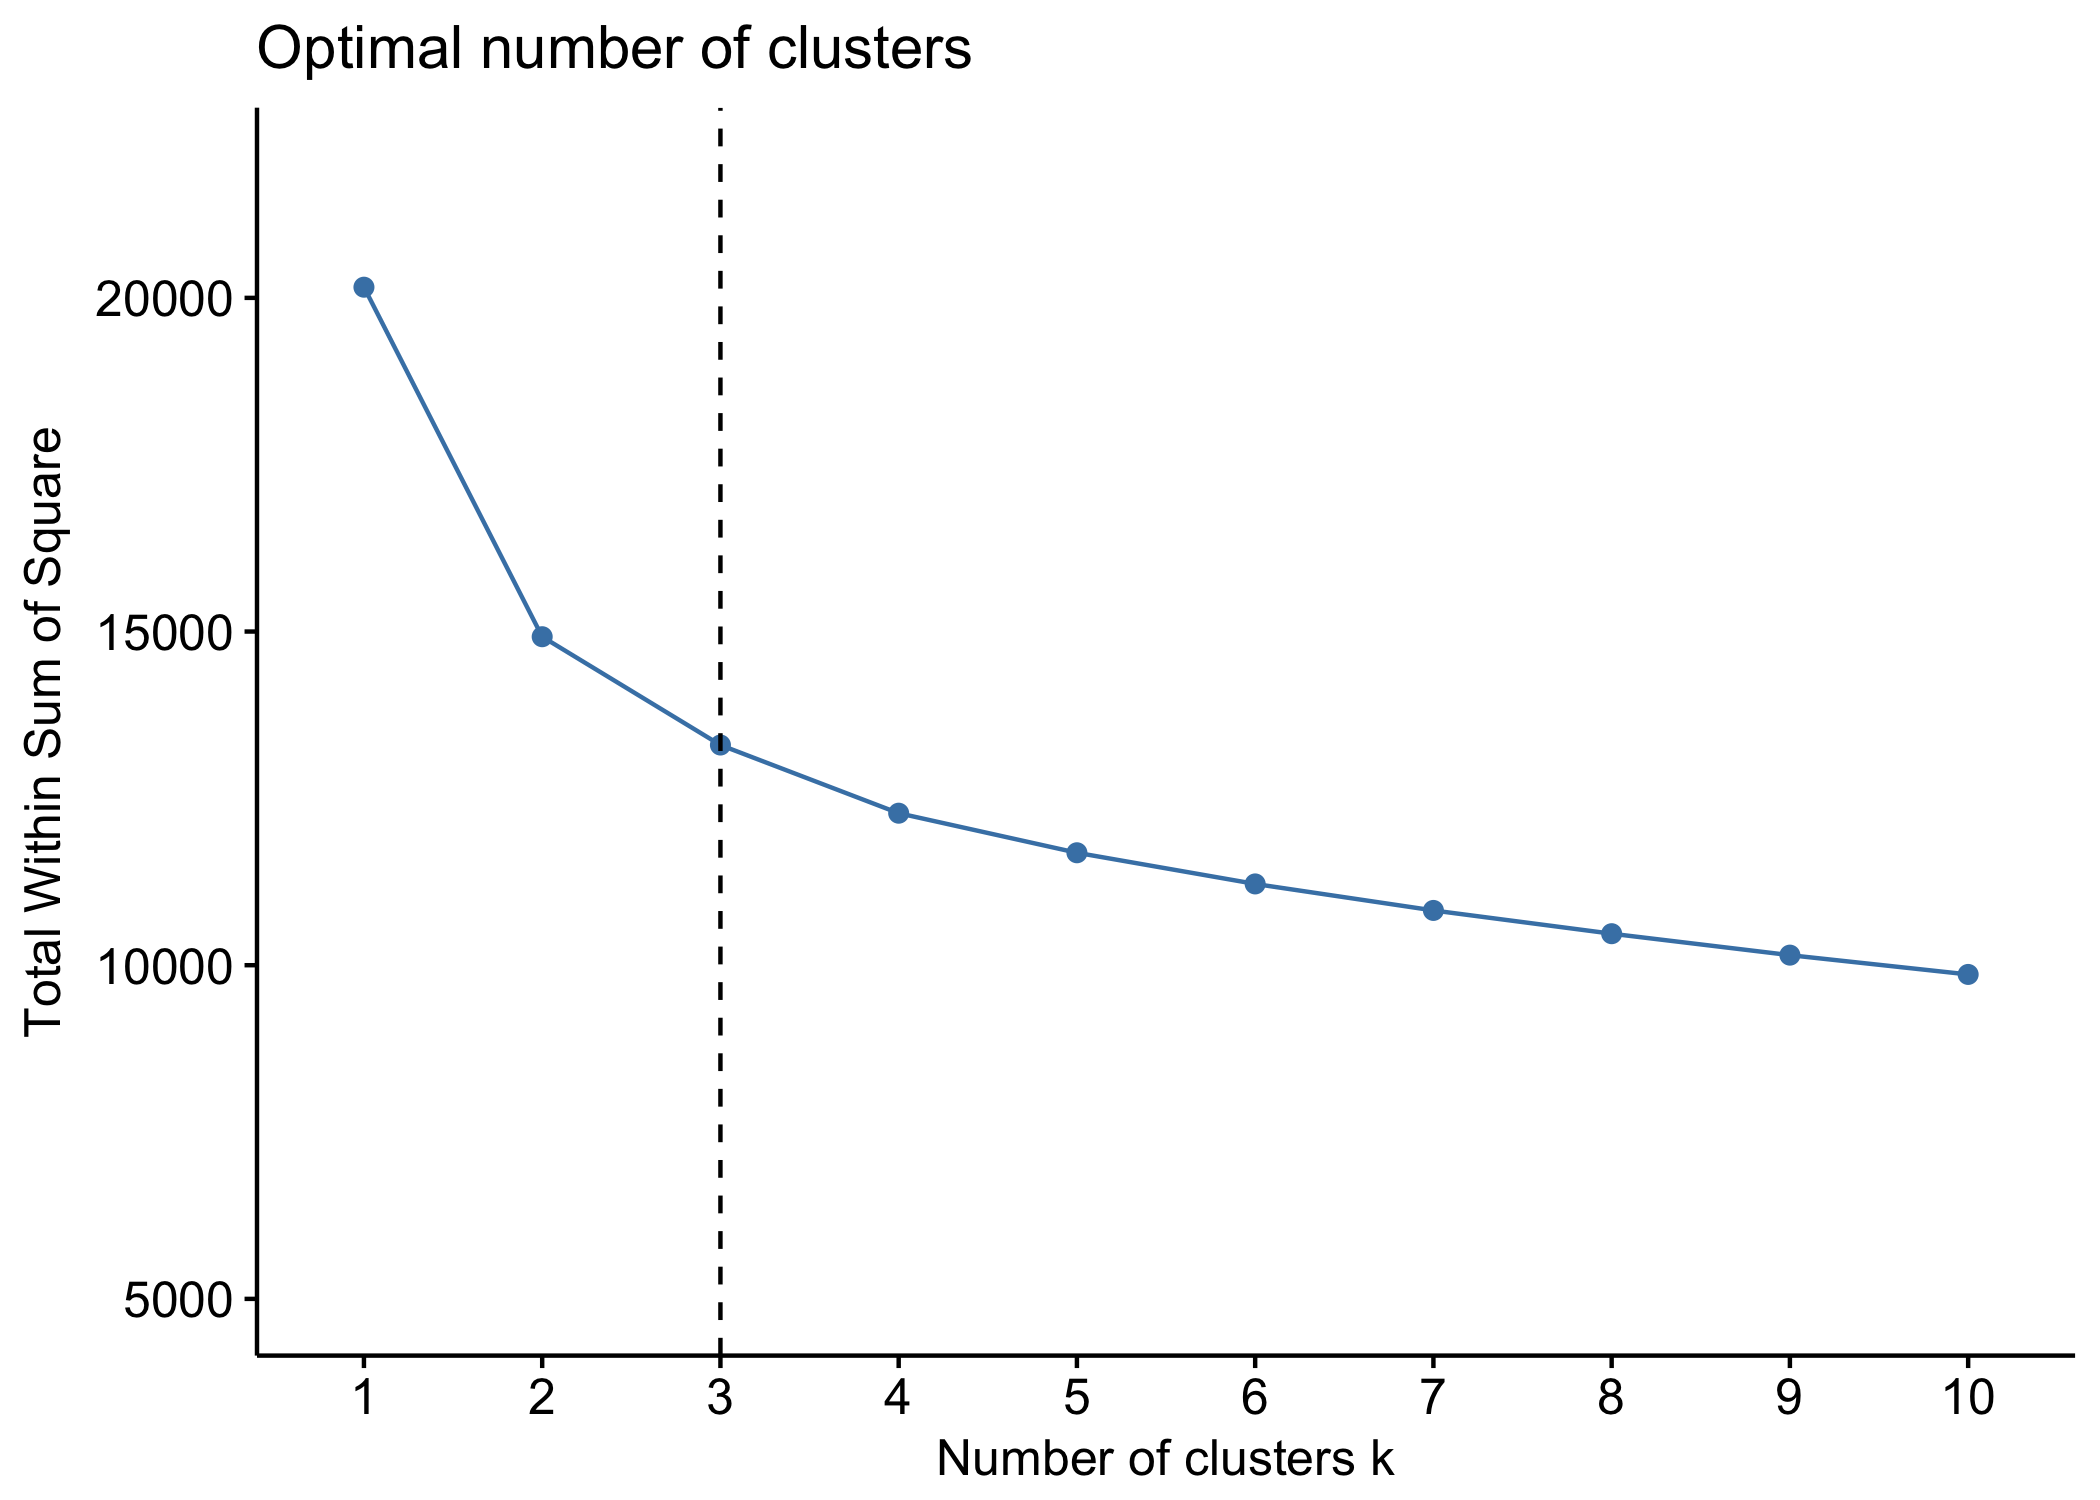 Optimal number of clusters
Total Within Sum of Square
20000
15000
10000
5000
1 2 3 4 5 6 7 8 9 10
Number of clusters k